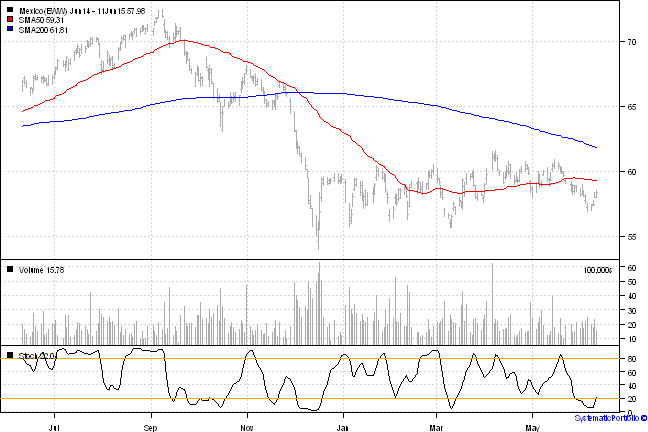 Mexico(EWW) Jun14 - 11Jun15 57.98
SMA50 59.31
SMA200 61.81
70
65
60
55
Volume 15.78
100,000s
60
50
40
30
20
10
80
60
40
20
0
Jul
Sep
Nov
Jan
Mar
May
SystematicPortfolio ©